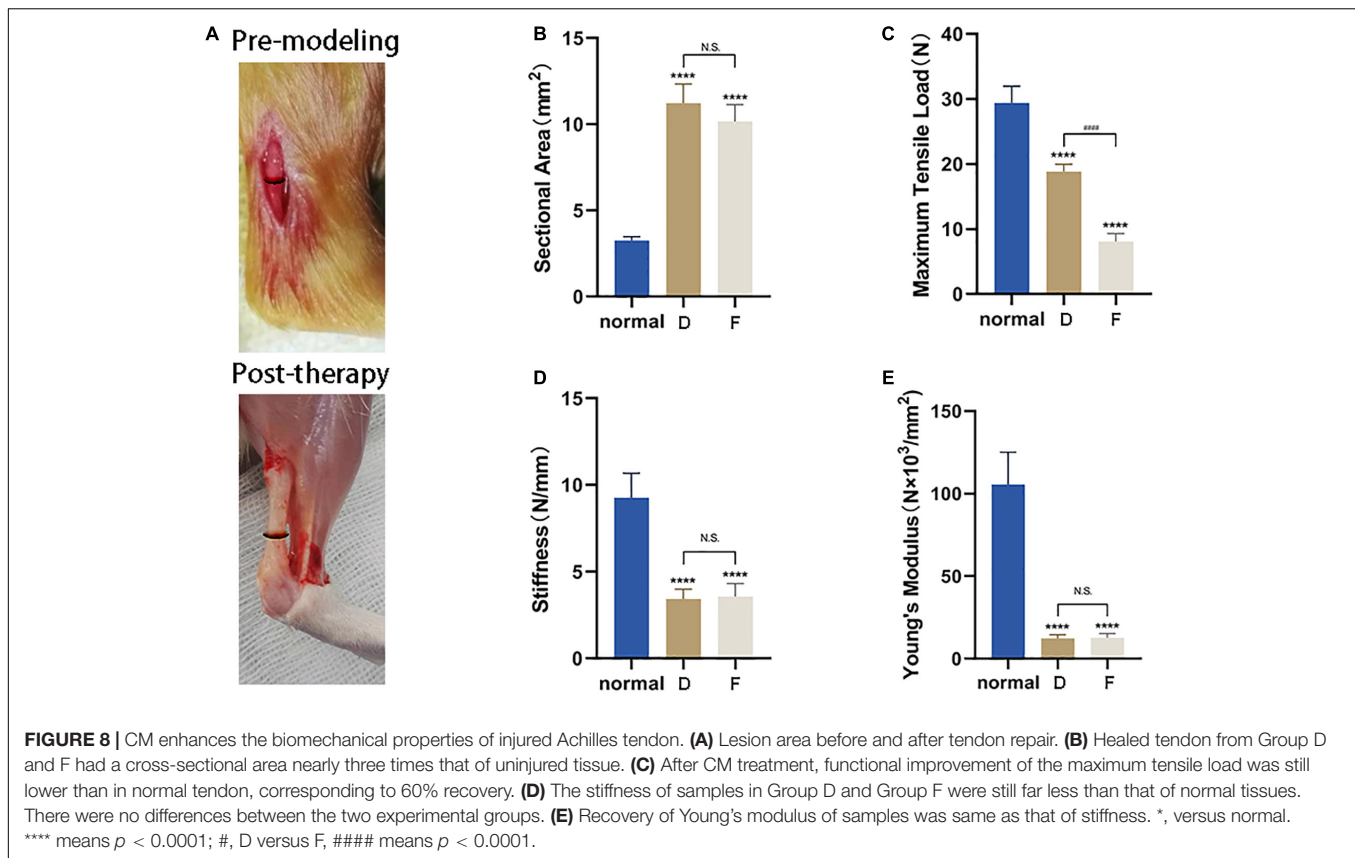 A Pre-modeling
Post-therapy
B
Sectional Area（mm²）
15
10
5
0
N.S.
****
****
normal D F
C
Maximum Tensile Load（N）
40
30
20
10
0
####
****
****
normal D F
D
Stiffness（N/mm）
15
10
5
0
N.S.
****
****
normal D F
E
Young's Modulus（N×10³/mm²）
150
100
50
0
N.S.
****
****
normal D F
FIGURE 8 | CM enhances the biomechanical properties of injured Achilles tendon. (A) Lesion area before and after tendon repair. (B) Healed tendon from Group D
and F had a cross-sectional area nearly three times that of uninjured tissue. (C) After CM treatment, functional improvement of the maximum tensile load was still
lower than in normal tendon, corresponding to 60% recovery. (D) The stiffness of samples in Group D and Group F were still far less than that of normal tissues.
There were no differences between the two experimental groups. (E) Recovery of Young's modulus of samples was same as that of stiffness. *, versus normal.
**** means p < 0.0001; #, D versus F, #### means p < 0.0001.